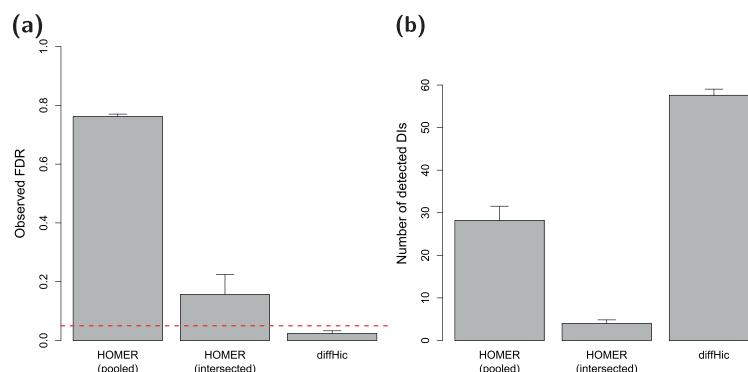 (a)
Observed FDR
1.0
0.8
0.6
0.4
0.2
0.0
HOMER
(pooled)
HOMER
(intersected)
diffHic
(b)
Number of detected DIs
60
50
40
30
20
10
0
HOMER
(pooled)
HOMER
(intersected)
diffHic